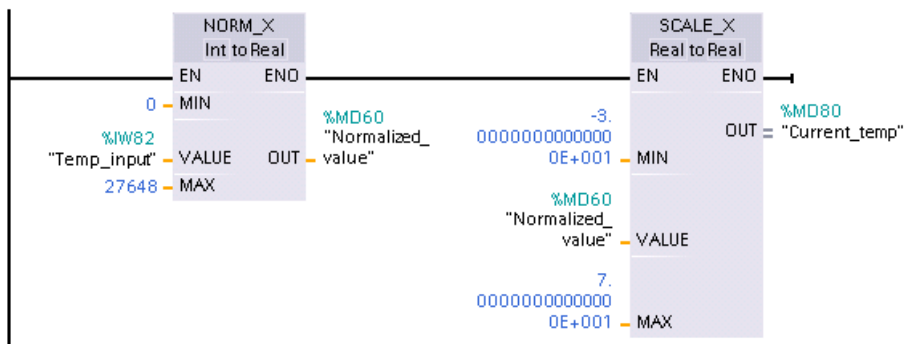 NORM_X
Int to Real
EN ENO
0 MIN
%IW82
"Temp_input" VALUE
27648 MAX
OUT
%MD60
"Normalized_
value"
SCALE_X
Real to Real
EN ENO
-3.
0000000000000
0E+001 MIN
%MD60
"Normalized_
value" VALUE
7.
0000000000000
0E+001 MAX
OUT
%MD80
"Current_temp"